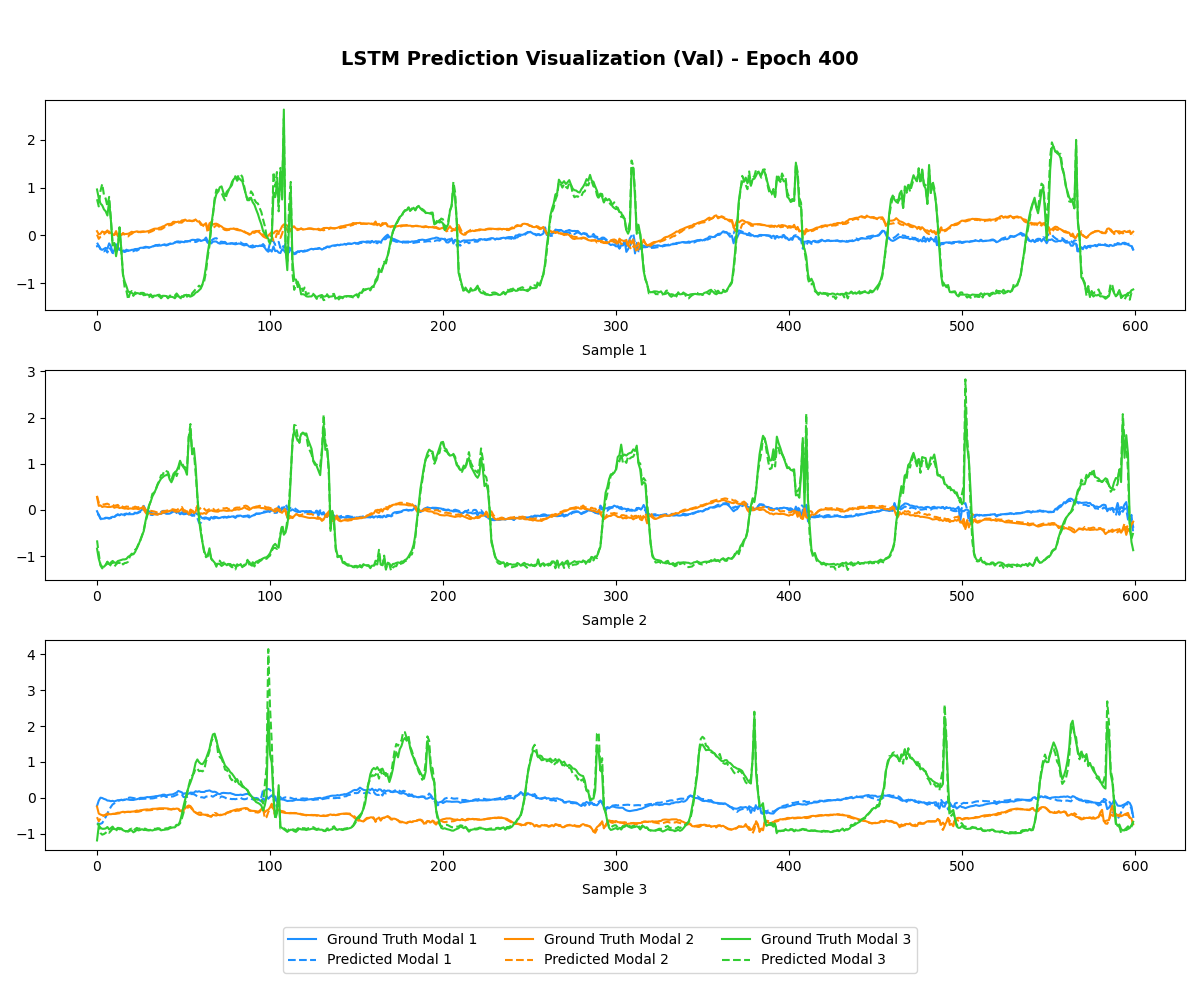 LSTM Prediction Visualization (Val) - Epoch 400
2
1
0
−1
0 100 200 300 400 500 600
Sample 1
3
2
1
0
−1
0 100 200 300 400 500 600
Sample 2
4
3
2
1
0
−1
0 100 200 300 400 500 600
Sample 3
Ground Truth Modal 1 Ground Truth Modal 2 Ground Truth Modal 3
Predicted Modal 1 Predicted Modal 2 Predicted Modal 3